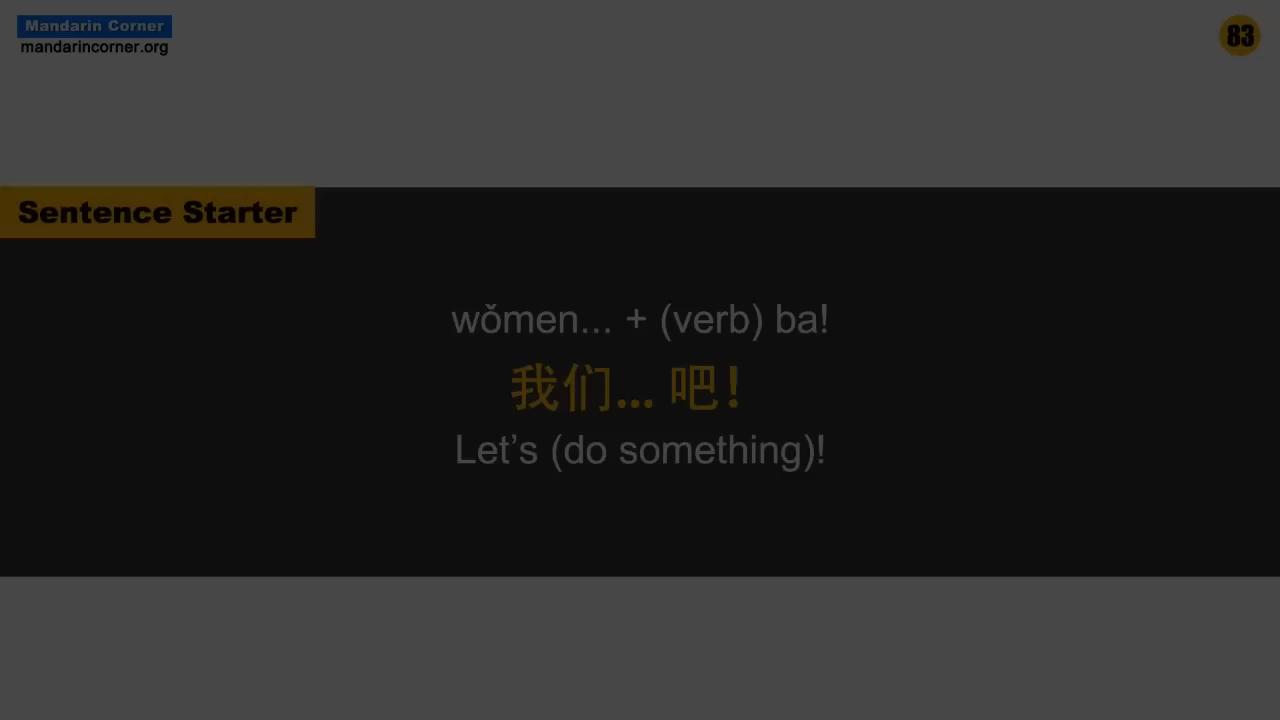 Mandarin Corner
mandarincorner.org
83
Sentence Starter
wǒmen... + (verb) ba!
我们... 吧!
Let's (do something)!